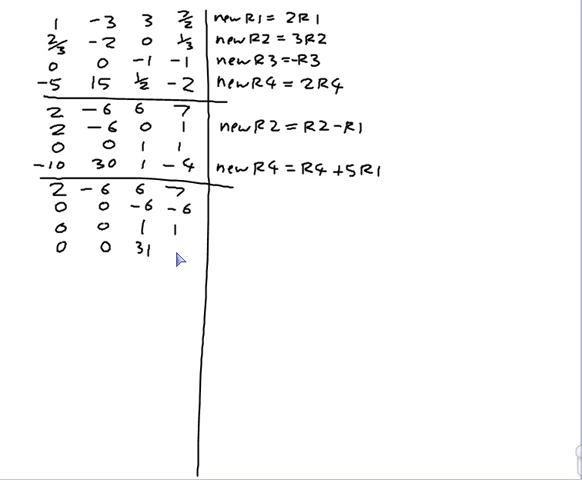 1 -3 3 7/2 newR1 = 2R1
2/3 -2 0 1/3 newR2 = 3R2
0 0 -1 -1 newR3 = -R3
-5 15 1/2 -2 newR4 = 2R4
2 -6 6 7
2 -6 0 1 newR2 = R2-R1
0 0 1 1
-10 30 1 -4 newR4 = R4 +5R1
2 -6 6 7
0 0 -6 -6
0 0 1 1
0 0 31